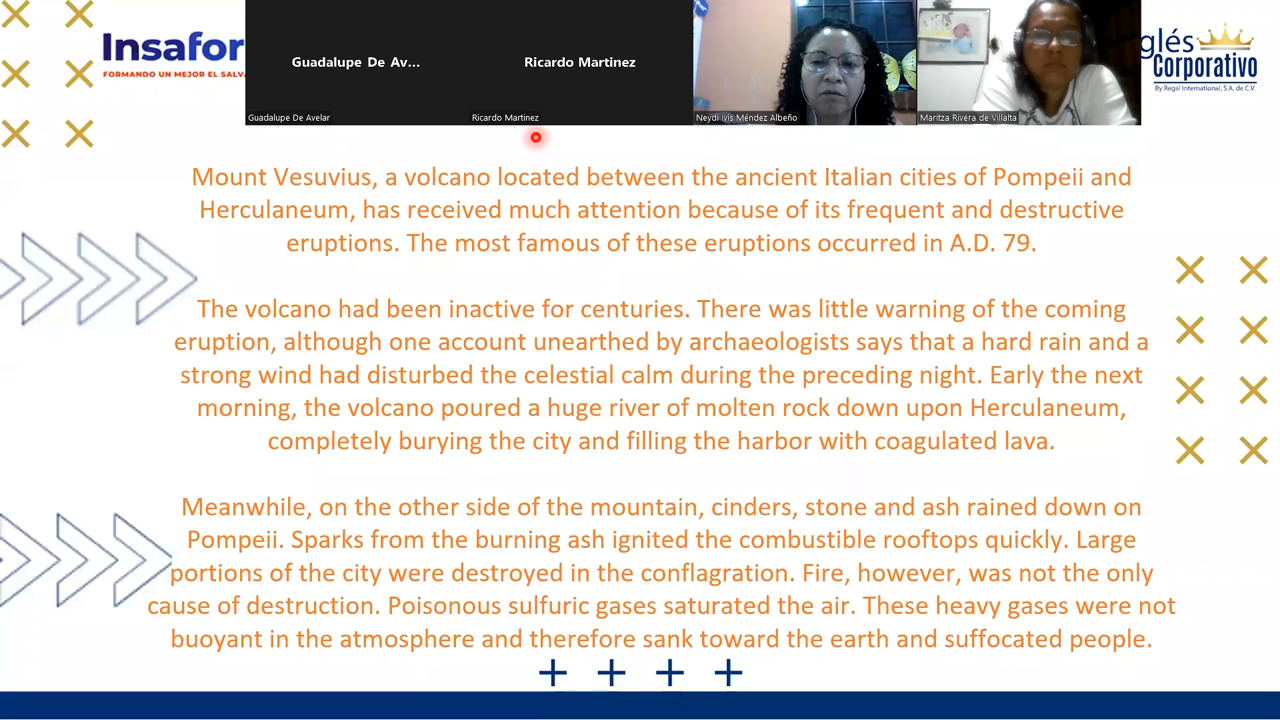 Insafor
FORMANDO UN MEJOR EL SALVA
Guadalupe De Av...
Ricardo Martinez
glés
Corporativo
By Regal International, S.A. de C.V.
Guadalupe De Avelar
Ricardo Martinez
Neydi Ivis Méndez Albeño
Maritza Rivera de Villalta
Mount Vesuvius, a volcano located between the ancient Italian cities of Pompeii and
Herculaneum, has received much attention because of its frequent and destructive
eruptions. The most famous of these eruptions occurred in A.D. 79.
The volcano had been inactive for centuries. There was little warning of the coming
eruption, although one account unearthed by archaeologists says that a hard rain and a
strong wind had disturbed the celestial calm during the preceding night. Early the next
morning, the volcano poured a huge river of molten rock down upon Herculaneum,
completely burying the city and filling the harbor with coagulated lava.
Meanwhile, on the other side of the mountain, cinders, stone and ash rained down on
Pompeii. Sparks from the burning ash ignited the combustible rooftops quickly. Large
portions of the city were destroyed in the conflagration. Fire, however, was not the only
cause of destruction. Poisonous sulfuric gases saturated the air. These heavy gases were not
buoyant in the atmosphere and therefore sank toward the earth and suffocated people.